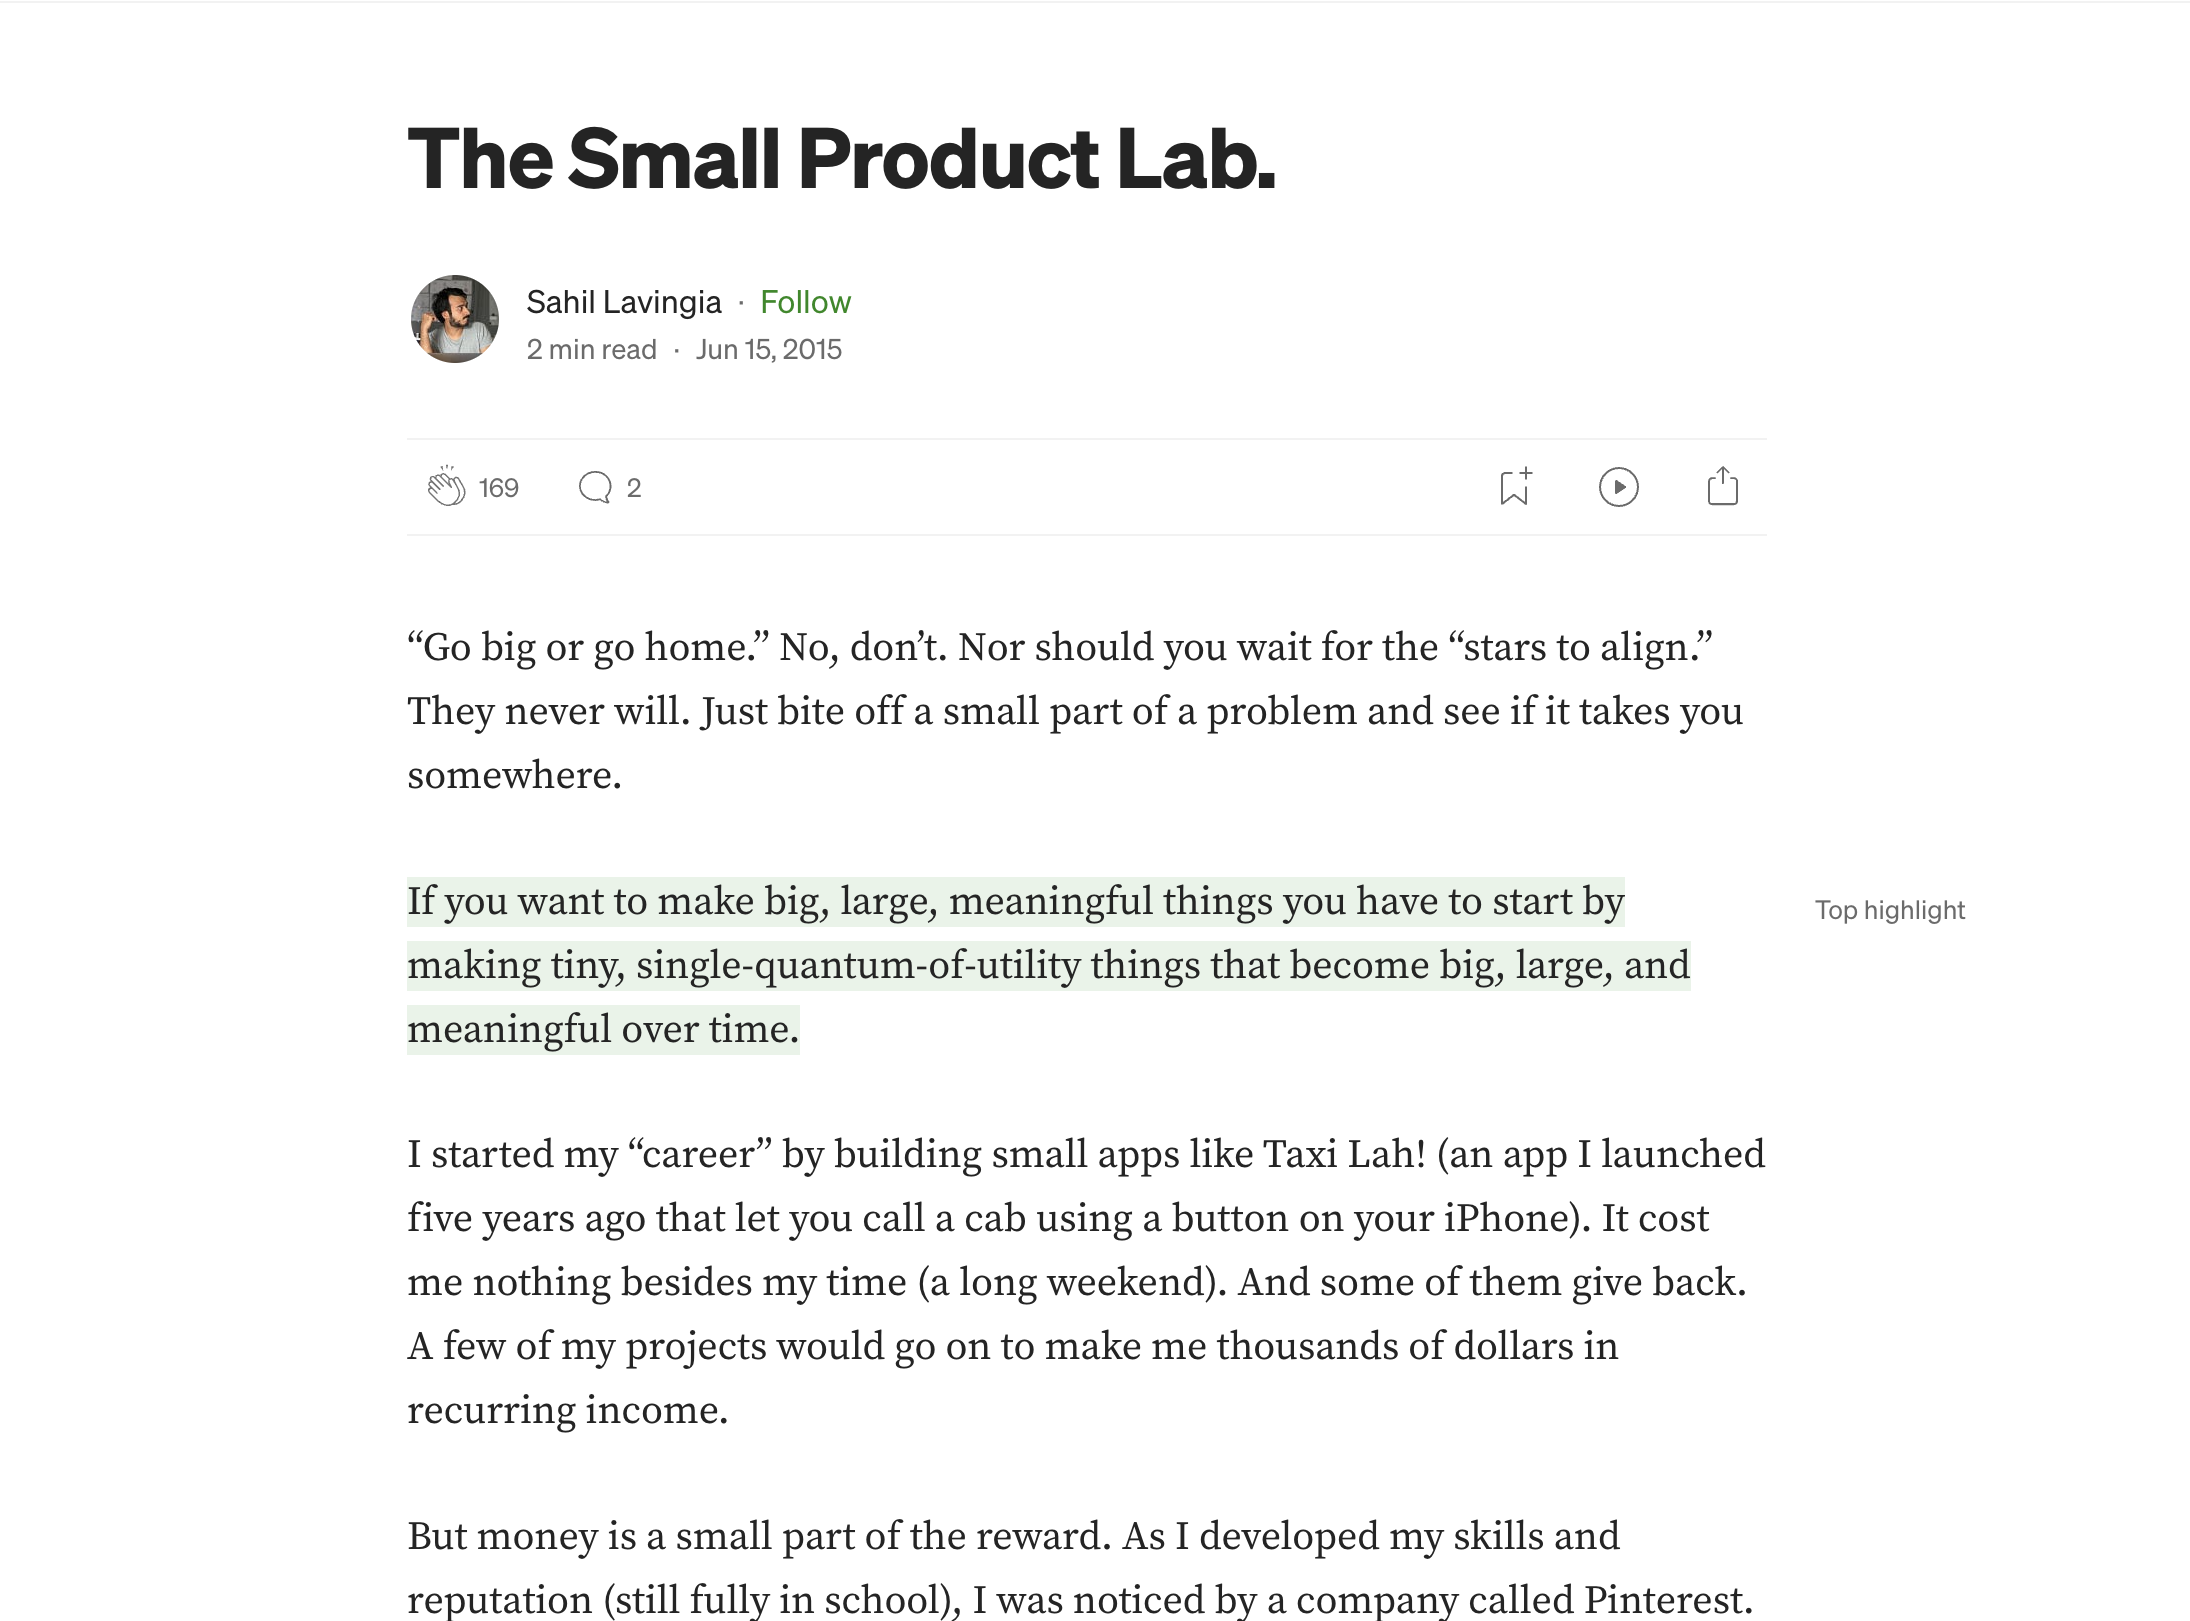 The Small Product Lab.
Sahil Lavingia · Follow
2 min read · Jun 15, 2015
169 2
“Go big or go home.” No, don’t. Nor should you wait for the “stars to align.”
They never will. Just bite off a small part of a problem and see if it takes you
somewhere.
If you want to make big, large, meaningful things you have to start by
Top highlight
making tiny, single-quantum-of-utility things that become big, large, and
meaningful over time.
I started my “career” by building small apps like Taxi Lah! (an app I launched
five years ago that let you call a cab using a button on your iPhone). It cost
me nothing besides my time (a long weekend). And some of them give back.
A few of my projects would go on to make me thousands of dollars in
recurring income.
But money is a small part of the reward. As I developed my skills and
reputation (still fully in school), I was noticed by a company called Pinterest.